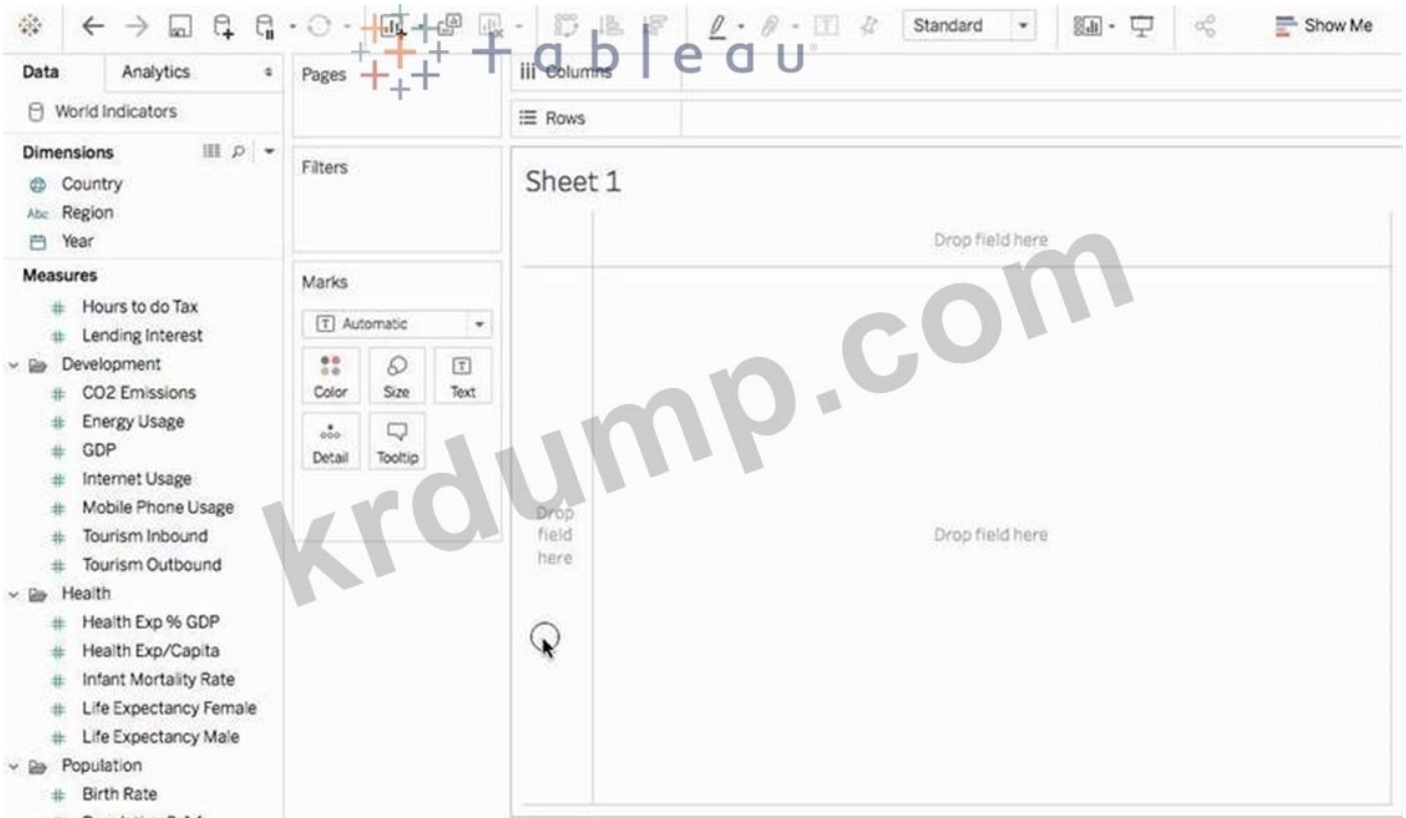 Standard
Show Me
+ableau
Data
Analytics
World Indicators
Dimensions
Country
Abc Region
Year
Measures
# Hours to do Tax
# Lending Interest
Development
# CO2 Emissions
# Energy Usage
# GDP
# Internet Usage
# Mobile Phone Usage
# Tourism Inbound
# Tourism Outbound
Health
# Health Exp % GDP
# Health Exp/Capita
# Infant Mortality Rate
# Life Expectancy Female
# Life Expectancy Male
Population
# Birth Rate
Pages
Filters
Marks
T Automatic
Color
Size
T
Text
Detail
Tooltip
iii Columns
Rows
Sheet 1
Drop field here
Drop
field
here
Drop field here
krdump.com